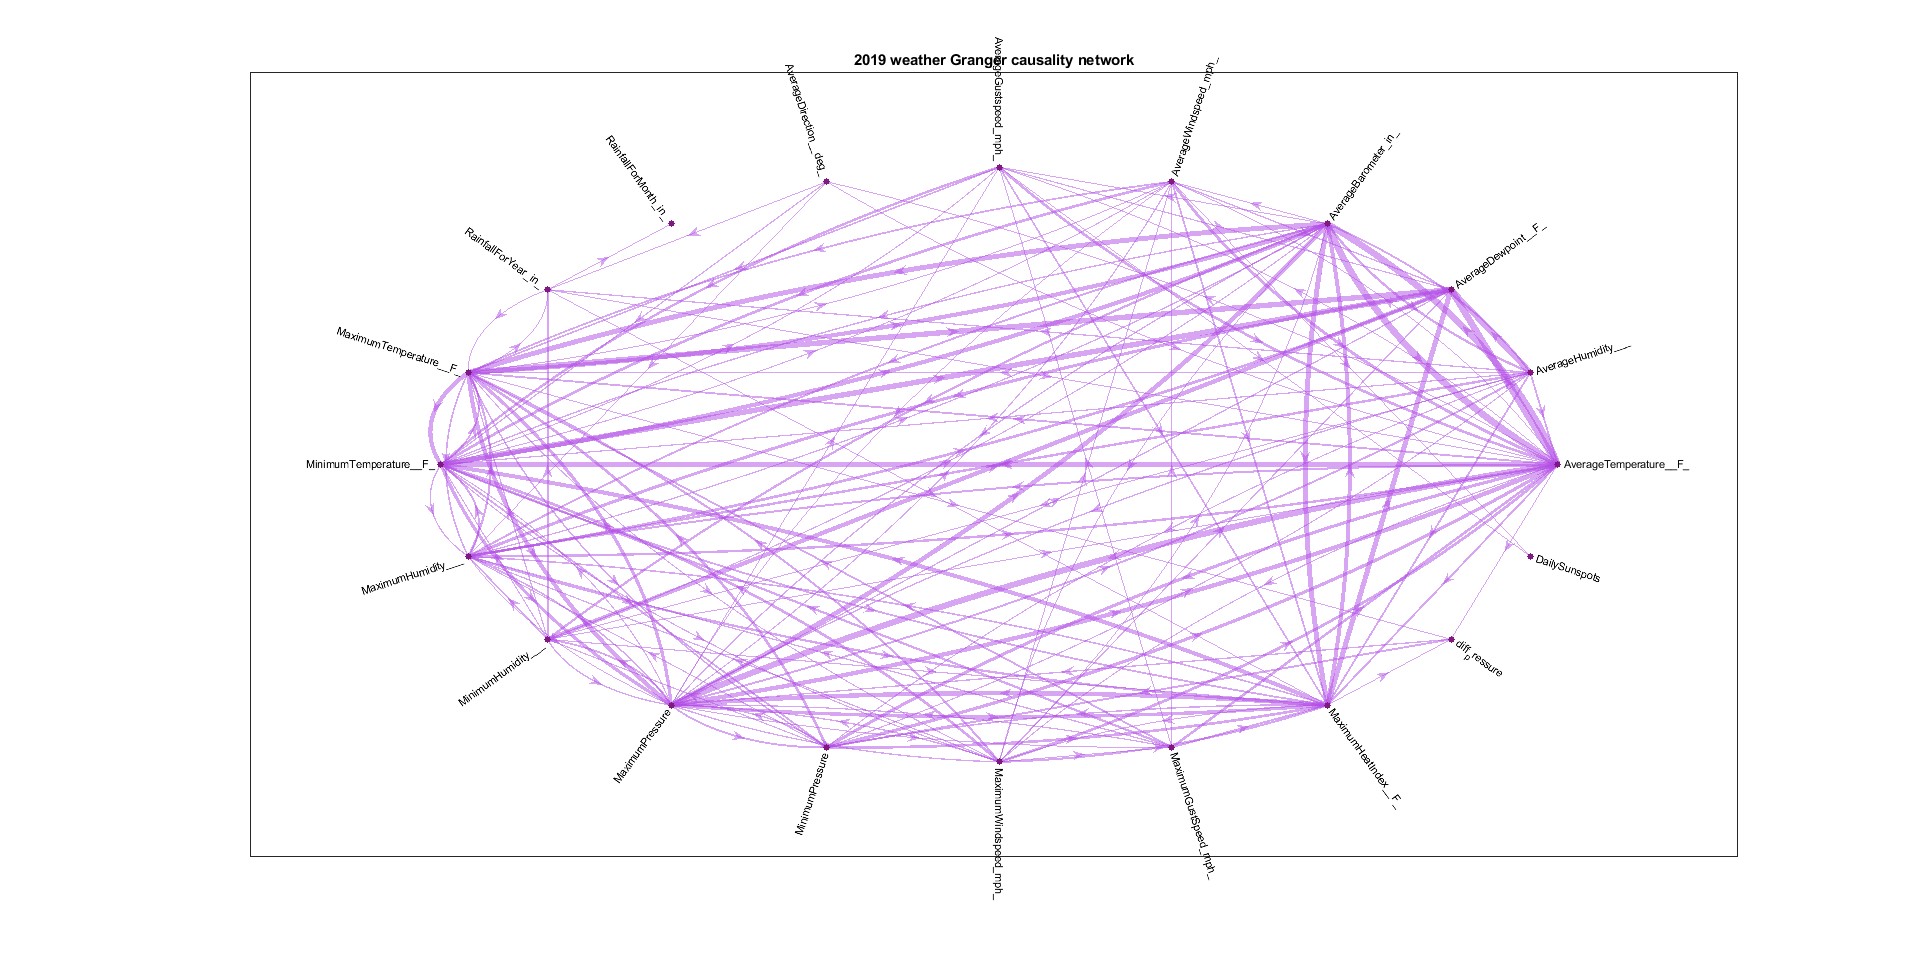 2019 weather Granger causality network
AverageGustspeed_mph_
AverageWindspeed_mph_
AverageDirection__deg_
AverageBarometer_in_
RainfallForMonth_in_
AverageDewpoint__F_
RainfallForYear_in_
MaximumTemperature__F_
AverageHumidity___
MinimumTemperature__F_
AverageTemperature__F_
MaximumHumidity___
DailySunspots
MinimumHumidity___
diffpressure
MaximumPressure
MinimumPressure
MaximumWindspeed_mph_
MaximumGustSpeed_mph_
MaximumHeatIndex__F_